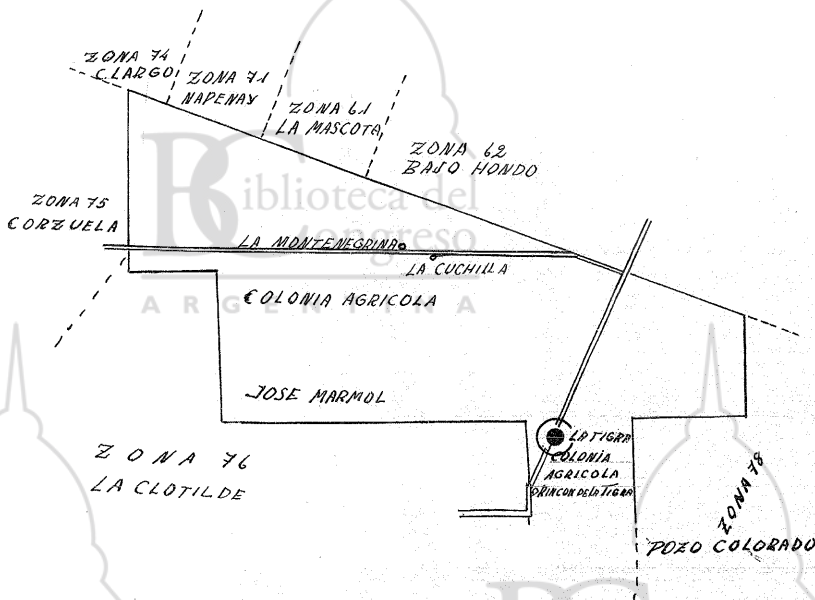 ZONA 74
C. LARGO
ZONA 71
NAPENAY
ZONA 61
LA MASCOTA
ZONA 62
BAJO HONDO
ZONA 75
CORZUELA
LA MONTENEGRINA
LA CUCHILLA
COLONIA AGRICOLA
JOSE MARMOL
ZONA 76
LA CLOTILDE
LA TIGRA
COLONIA
AGRICOLA
O RINCON DE LA TIGRA
ZONA 78
POZO COLORADO
Biblioteca del
Congreso
ARGENTINA